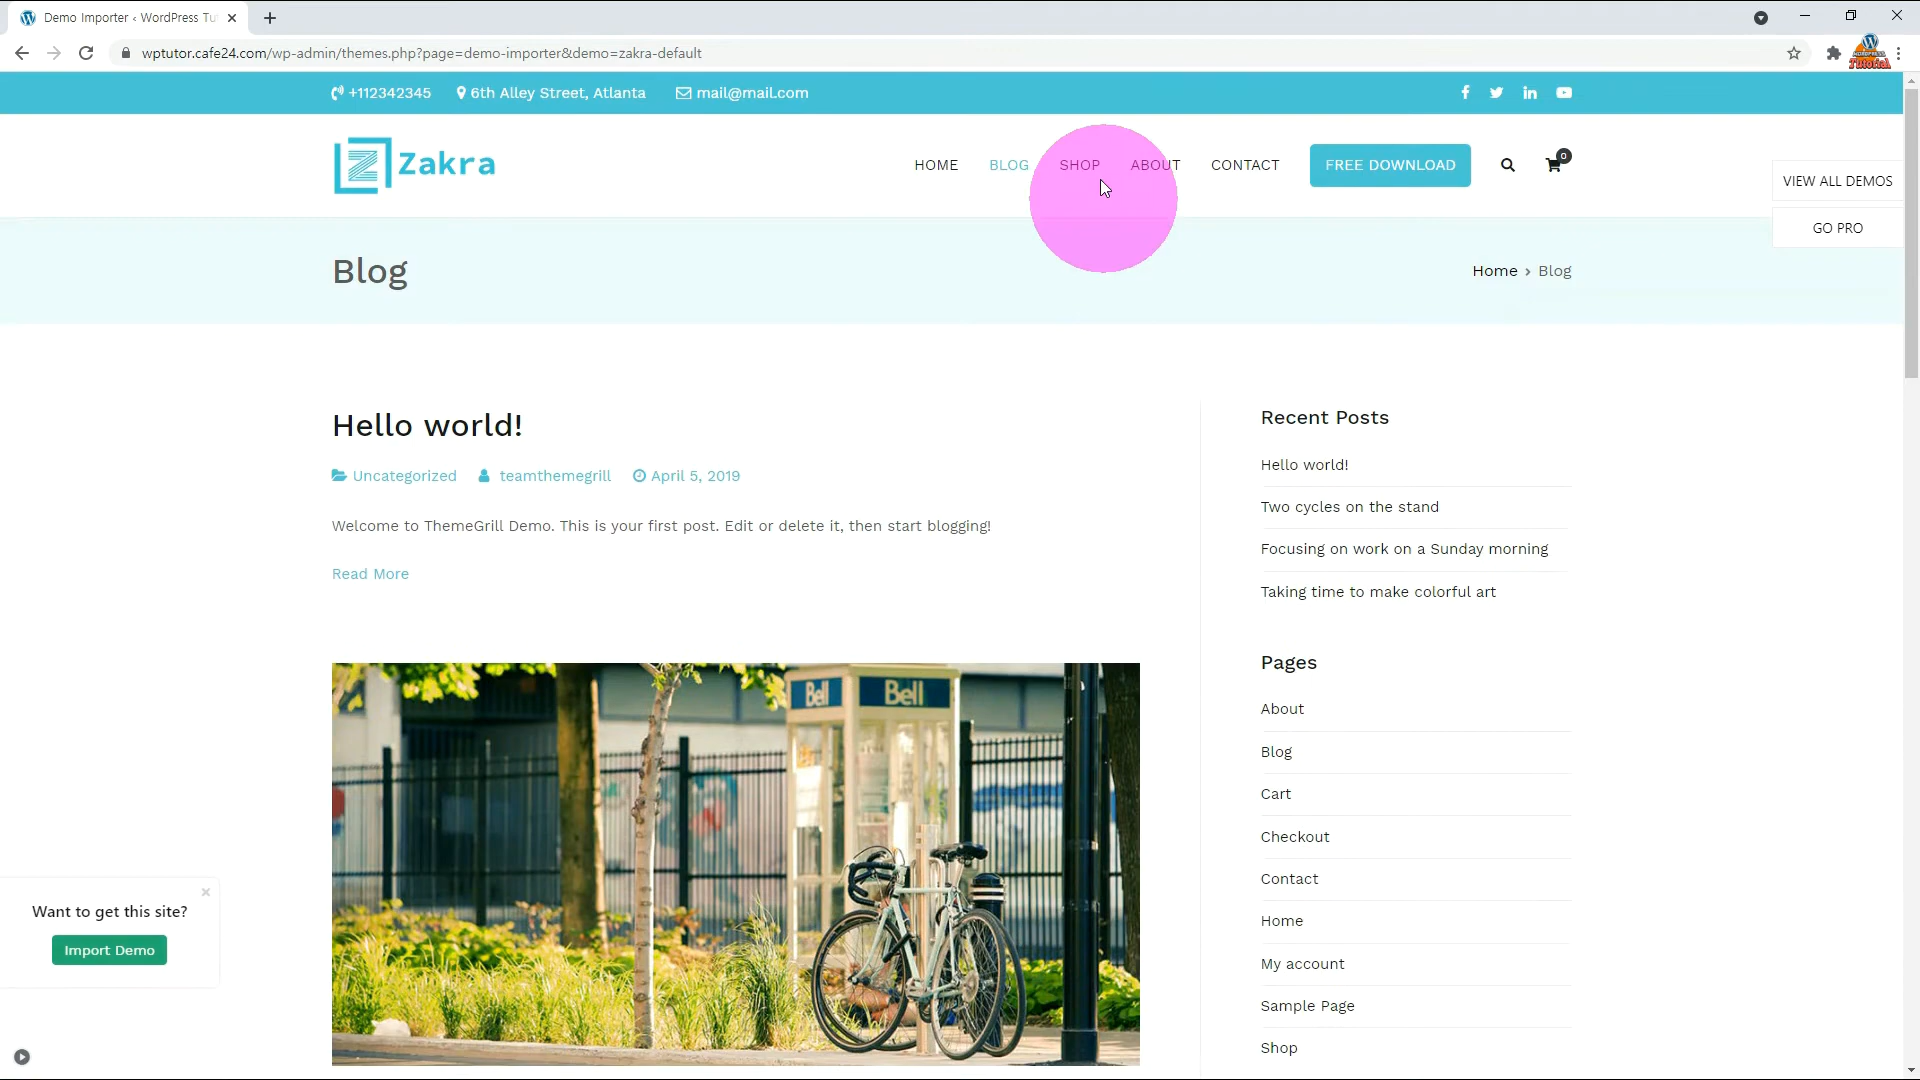 Demo Importer ‹ WordPress Tu
wptutor.cafe24.com/wp-admin/themes.php?page=demo-importer&demo=zakra-default
+112342345 6th Alley Street, Atlanta mail@mail.com
Zakra
HOME BLOG SHOP ABOUT CONTACT FREE DOWNLOAD 0
VIEW ALL DEMOS
GO PRO
Blog
Home › Blog
Hello world!
Uncategorized teamthemegrill April 5, 2019
Welcome to ThemeGrill Demo. This is your first post. Edit or delete it, then start blogging!
Read More
Bell Bell
Recent Posts
Hello world!
Two cycles on the stand
Focusing on work on a Sunday morning
Taking time to make colorful art
Pages
About
Blog
Cart
Checkout
Contact
Home
My account
Sample Page
Shop
Want to get this site?
Import Demo